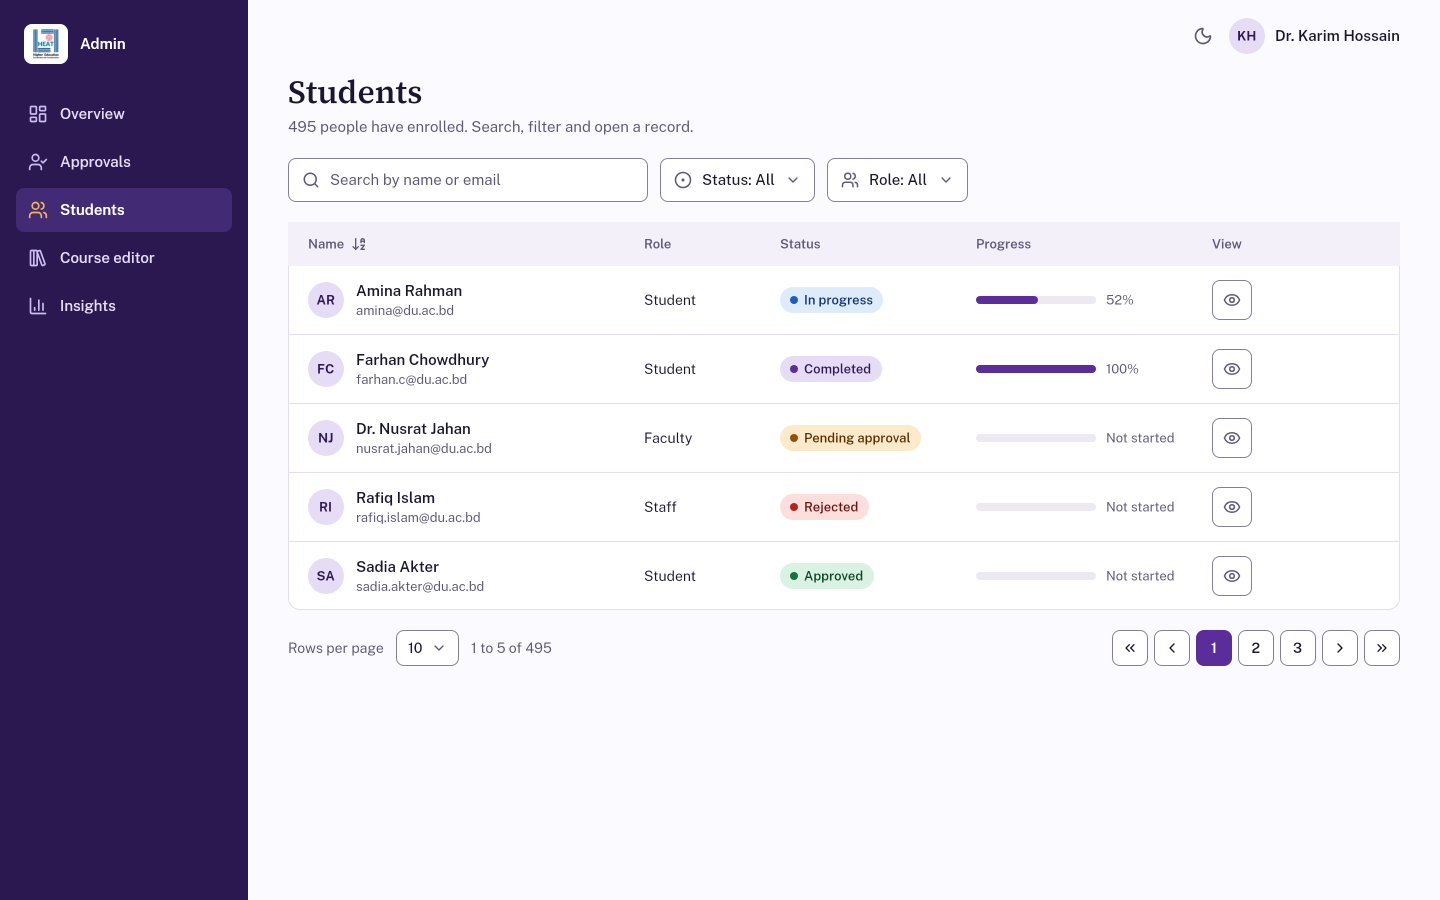 HEAT
Admin
Overview
Approvals
Students
Course editor
Insights
KH Dr. Karim Hossain
Students
495 people have enrolled. Search, filter and open a record.
Search by name or email
Status: All
Role: All
Name Role Status Progress View
AR Amina Rahman
amina@du.ac.bd
Student In progress 52%
FC Farhan Chowdhury
farhan.c@du.ac.bd
Student Completed 100%
NJ Dr. Nusrat Jahan
nusrat.jahan@du.ac.bd
Faculty Pending approval Not started
RI Rafiq Islam
rafiq.islam@du.ac.bd
Staff Rejected Not started
SA Sadia Akter
sadia.akter@du.ac.bd
Student Approved Not started
Rows per page 10 1 to 5 of 495
« ‹ 1 2 3 › »